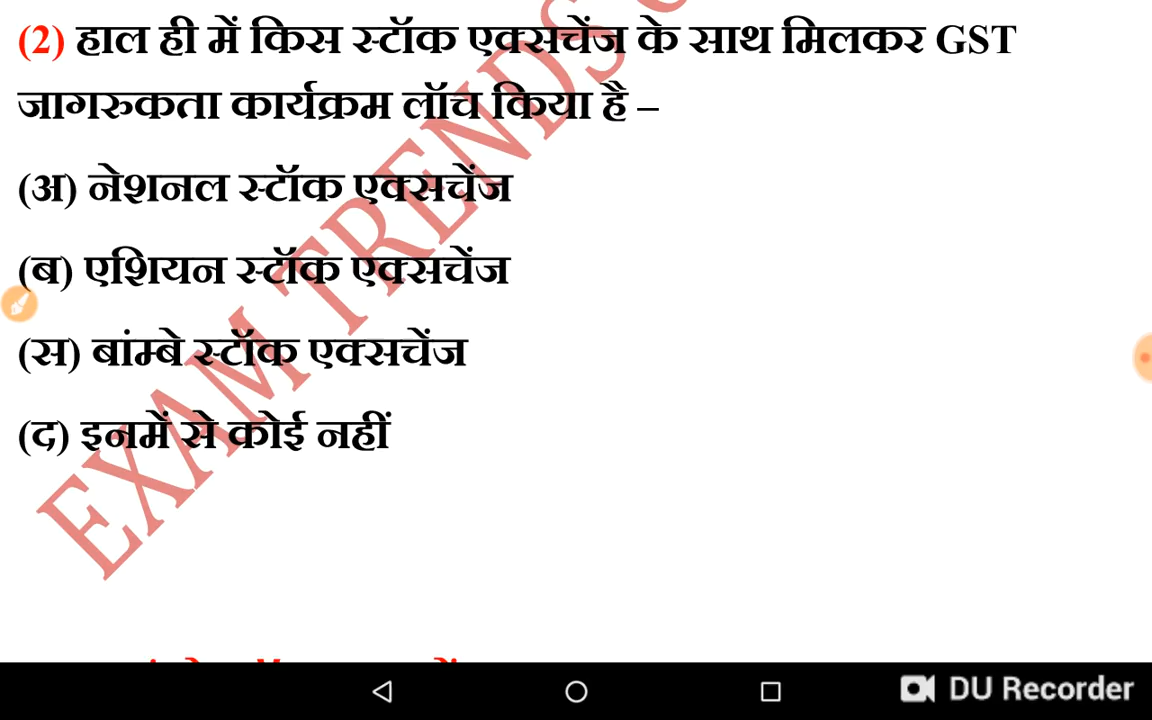 (2) हाल ही में किस स्टॉक एक्सचेंज के साथ मिलकर GST
जागरुकता कार्यक्रम लॉच किया है –
(अ) नेशनल स्टॉक एक्सचेंज
(ब) एशियन स्टॉक एक्सचेंज
(स) बांम्बे स्टॉक एक्सचेंज
(द) इनमें से कोई नहीं
EXAM TRENDS
DU Recorder